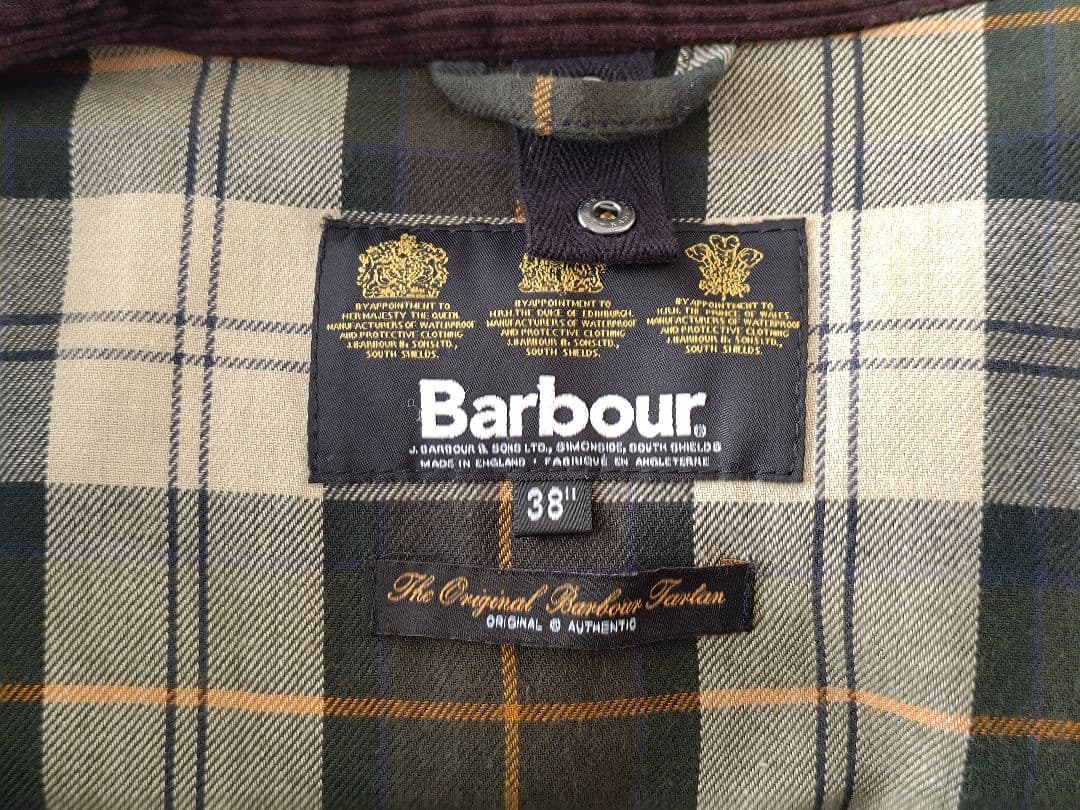 BY APPOINTMENT TO
HER MAJESTY THE QUEEN
MANUFACTURERS OF WATERPROOF
AND PROTECTIVE CLOTHING
J.BARBOUR & SONS LTD.,
SOUTH SHIELDS.
BY APPOINTMENT TO
H.R.H. THE DUKE OF EDINBURGH,
MANUFACTURERS OF WATERPROOF
AND PROTECTIVE CLOTHING
J.BARBOUR & SONS LTD.,
SOUTH SHIELDS.
BY APPOINTMENT TO
H.R.H. THE PRINCE OF WALES
MANUFACTURERS OF WATERPROOF
AND PROTECTIVE CLOTHING
J.BARBOUR & SONS LTD.,
SOUTH SHIELDS.
Barbour®
J. BARBOUR & SONS LTD., SIMONSIDE, SOUTH SHIELDS
MADE IN ENGLAND · FABRIQUÉ EN ANGLETERRE
38"
The Original Barbour Tartan
ORIGINAL ® AUTHENTIC